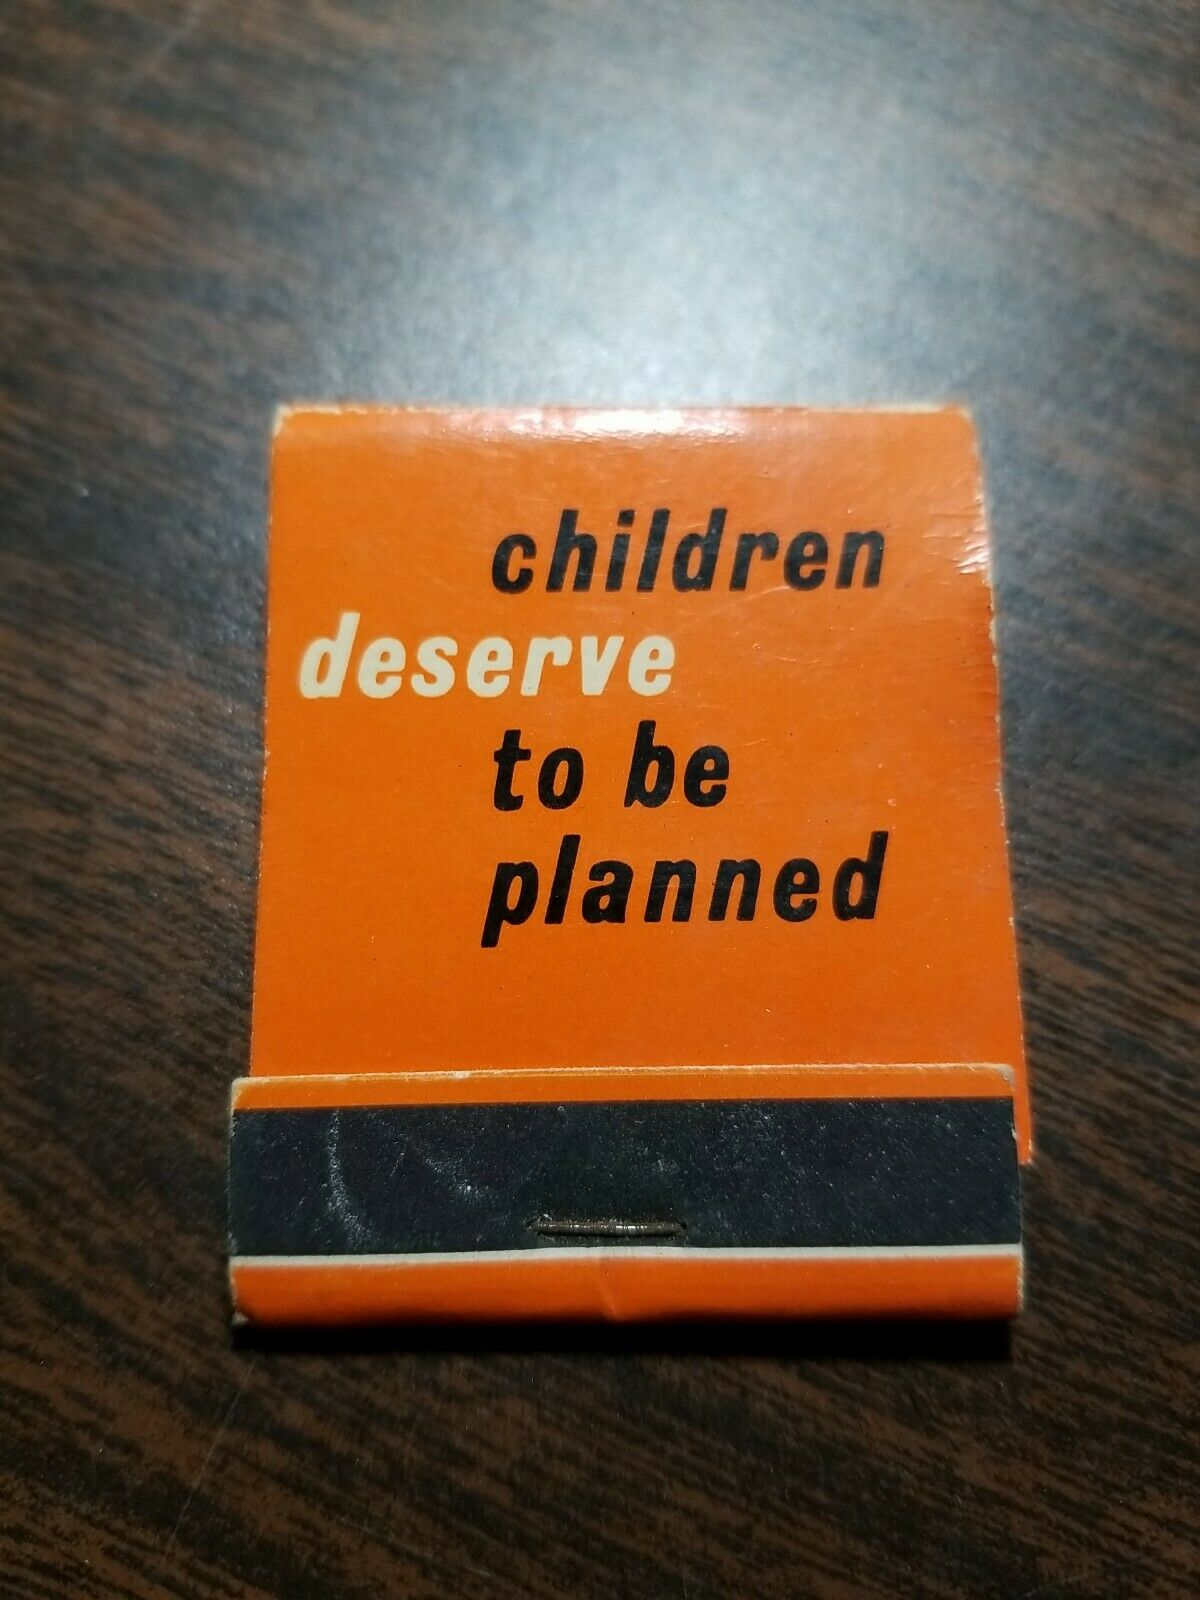 children
deserve
to be
planned